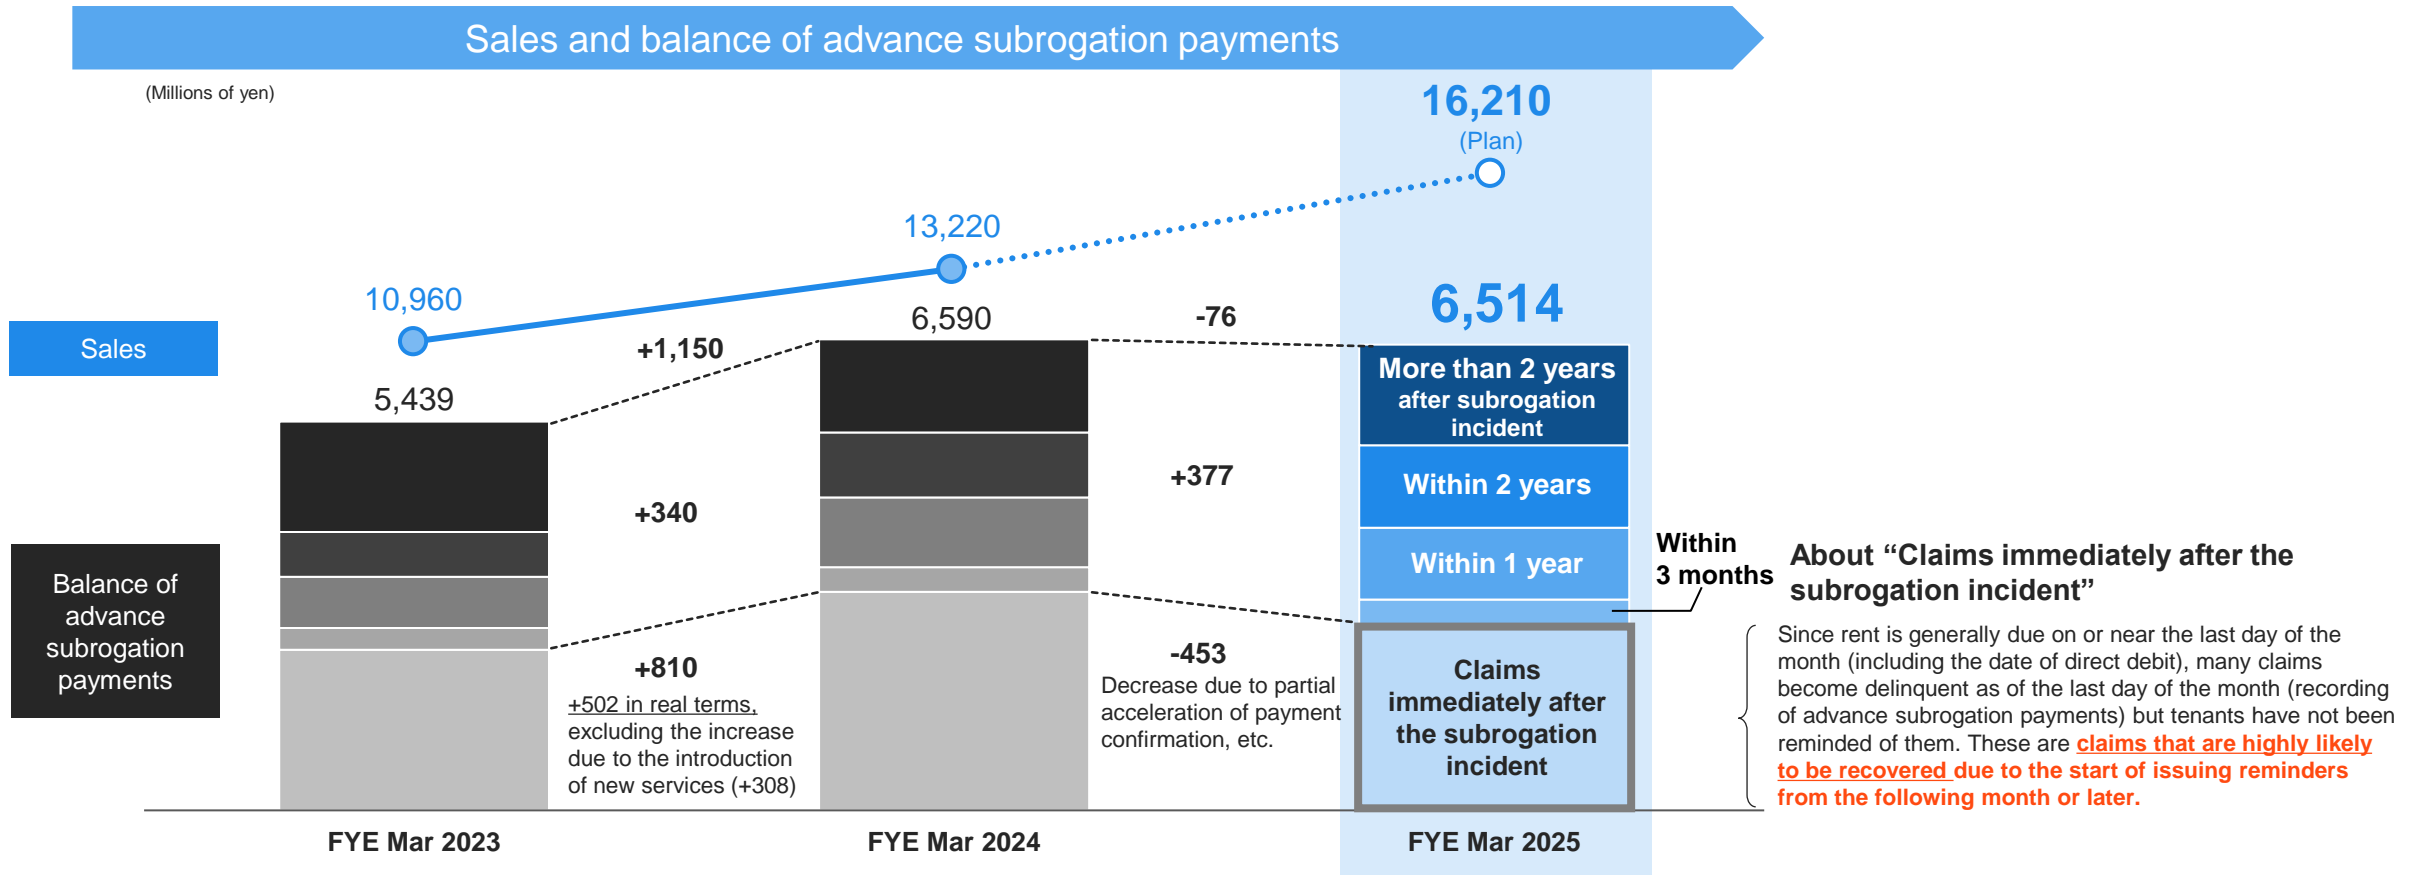 Sales and balance of advance subrogation payments
(Millions of yen)
16,210
(Plan)
13,220
10,960
Sales
5,439
+1,150
6,590
-76
6,514
+340
+377
Balance of
advance
subrogation
payments
+810
+502 in real terms,
excluding the increase
due to the introduction
of new services (+308)
-453
Decrease due to partial
acceleration of payment
confirmation, etc.
More than 2 years
after subrogation
incident
Within 2 years
Within 1 year
Within
3 months
Claims
immediately after
the subrogation
incident
About “Claims immediately after the
subrogation incident”
Since rent is generally due on or near the last day of the
month (including the date of direct debit), many claims
become delinquent as of the last day of the month (recording
of advance subrogation payments) but tenants have not been
reminded of them. These are claims that are highly likely
to be recovered due to the start of issuing reminders
from the following month or later.
FYE Mar 2023
FYE Mar 2024
FYE Mar 2025